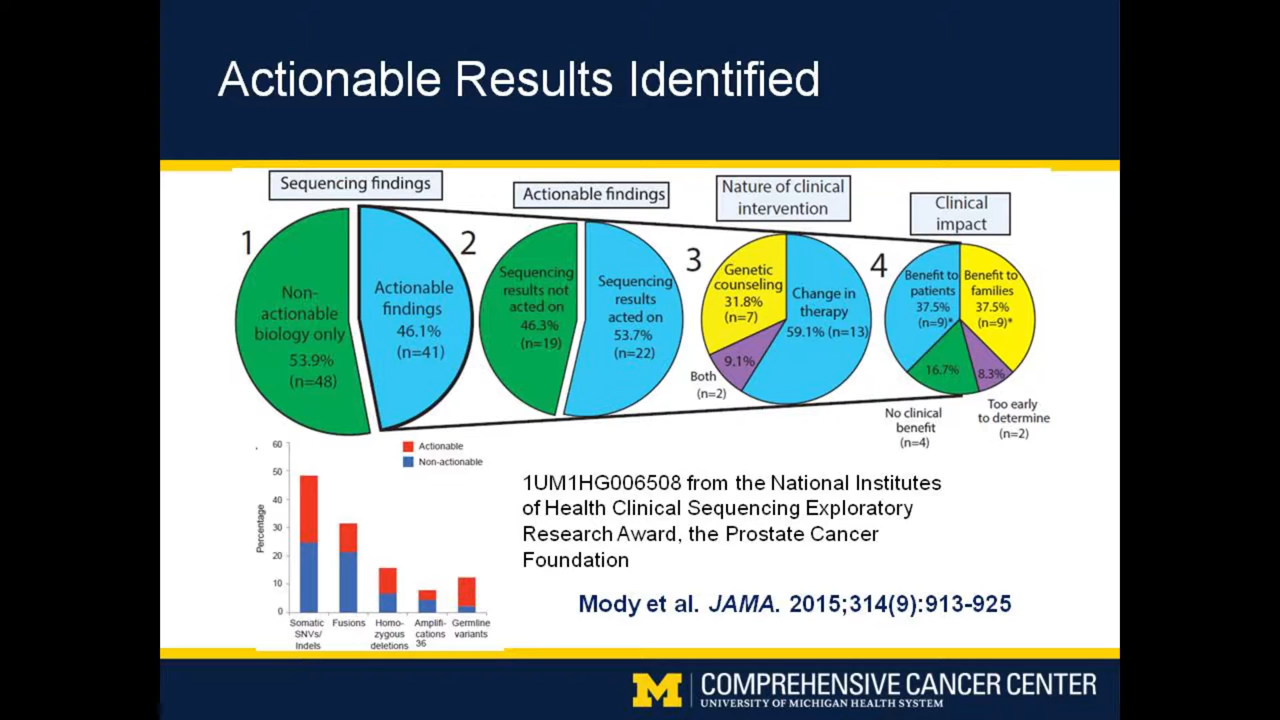 Actionable Results Identified
Sequencing findings
1
Non-
actionable
biology only
53.9%
(n=48)
Actionable
findings
46.1%
(n=41)
Actionable findings
2
Sequencing
results not
acted on
46.3%
(n=19)
Sequencing
results
acted on
53.7%
(n=22)
Nature of clinical
intervention
3
Genetic
counseling
31.8%
(n=7)
Change in
therapy
59.1% (n=13)
9.1%
Both
(n=2)
Clinical
impact
4
Benefit to
patients
37.5%
(n=9)*
Benefit to
families
37.5%
(n=9)*
16.7%
8.3%
No clinical
benefit
(n=4)
Too early
to determine
(n=2)
Actionable
Non-actionable
Percentage
60
50
40
30
20
10
0
Somatic
SNVs/
Indels
Fusions
Homo-
zygous
deletions
Amplifi-
cations
36
Germline
variants
1UM1HG006508 from the National Institutes
of Health Clinical Sequencing Exploratory
Research Award, the Prostate Cancer
Foundation
Mody et al. JAMA. 2015;314(9):913-925
M
COMPREHENSIVE CANCER CENTER
UNIVERSITY OF MICHIGAN HEALTH SYSTEM